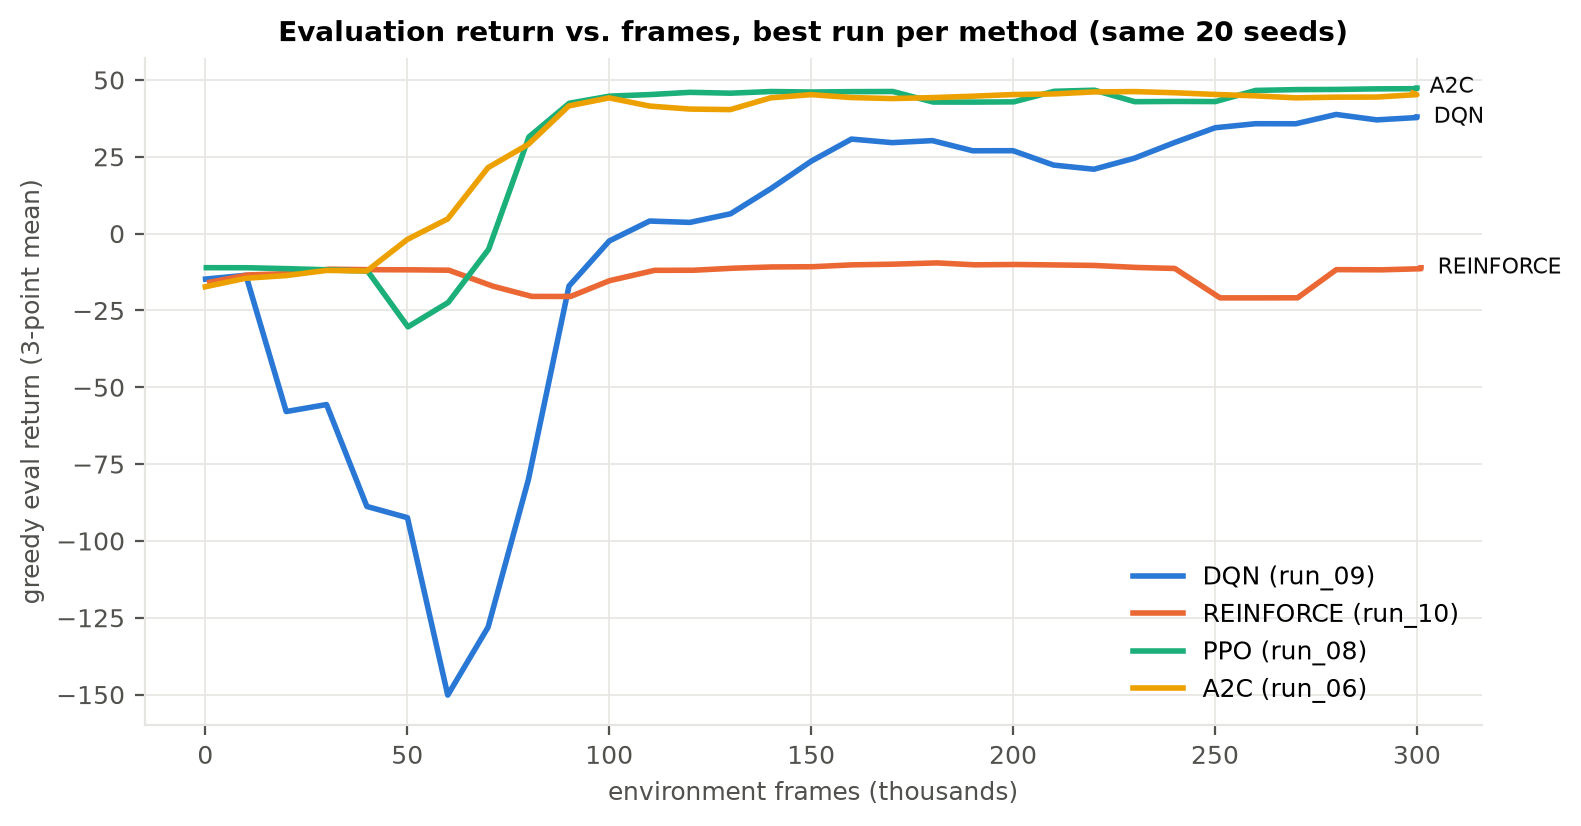 Evaluation return vs. frames, best run per method (same 20 seeds)
greedy eval return (3-point mean)
50
25
0
−25
−50
−75
−100
−125
−150
A2C
DQN
REINFORCE
DQN (run_09)
REINFORCE (run_10)
PPO (run_08)
A2C (run_06)
0
50
100
150
200
250
300
environment frames (thousands)